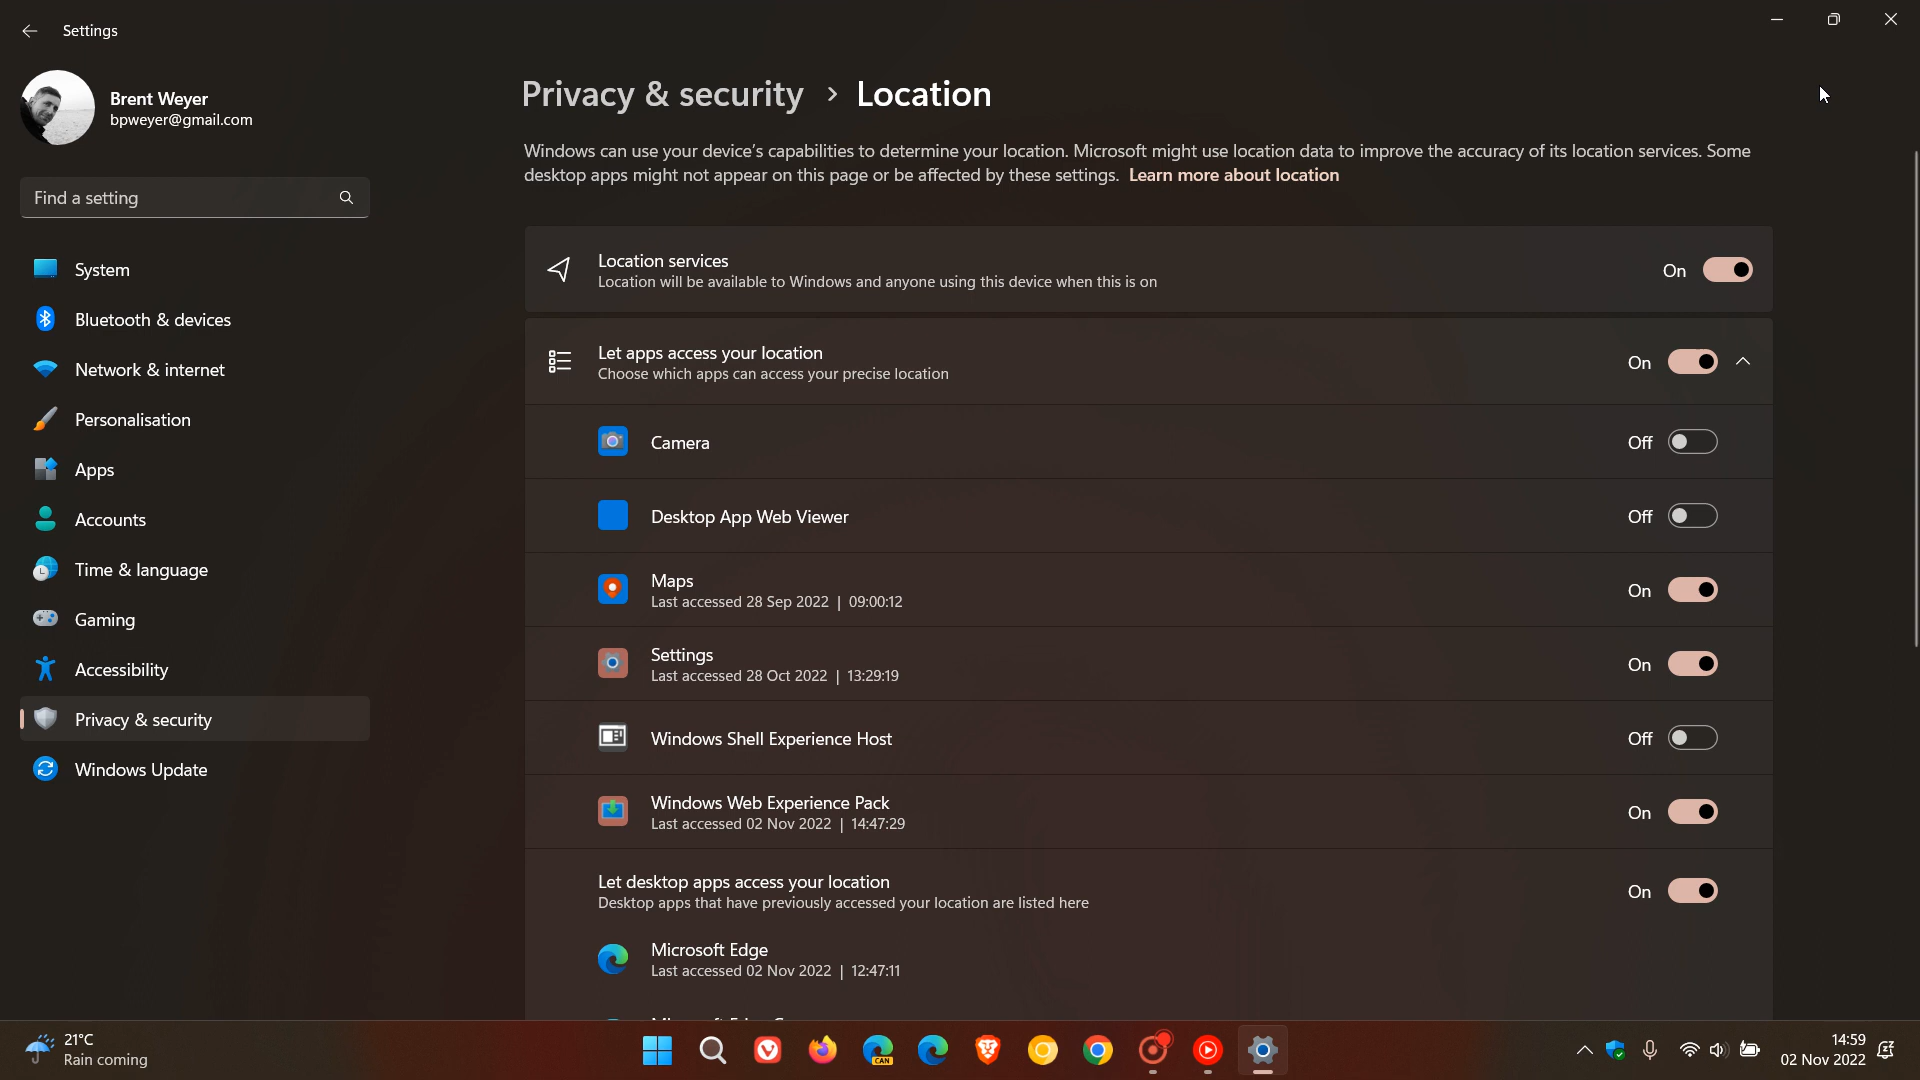 Settings
Brent Weyer
bpweyer@gmail.com
Find a setting
System
Bluetooth & devices
Network & internet
Personalisation
Apps
Accounts
Time & language
Gaming
Accessibility
Privacy & security
Windows Update
Privacy & security > Location
Windows can use your device's capabilities to determine your location. Microsoft might use location data to improve the accuracy of its location services. Some
desktop apps might not appear on this page or be affected by these settings. Learn more about location
Location services
Location will be available to Windows and anyone using this device when this is on
On
Let apps access your location
Choose which apps can access your precise location
On
Camera
Off
Desktop App Web Viewer
Off
Maps
Last accessed 28 Sep 2022 | 09:00:12
On
Settings
Last accessed 28 Oct 2022 | 13:29:19
On
Windows Shell Experience Host
Off
Windows Web Experience Pack
Last accessed 02 Nov 2022 | 14:47:29
On
Let desktop apps access your location
Desktop apps that have previously accessed your location are listed here
On
Microsoft Edge
Last accessed 02 Nov 2022 | 12:47:11
21°C
Rain coming
CAN
14:59
02 Nov 2022